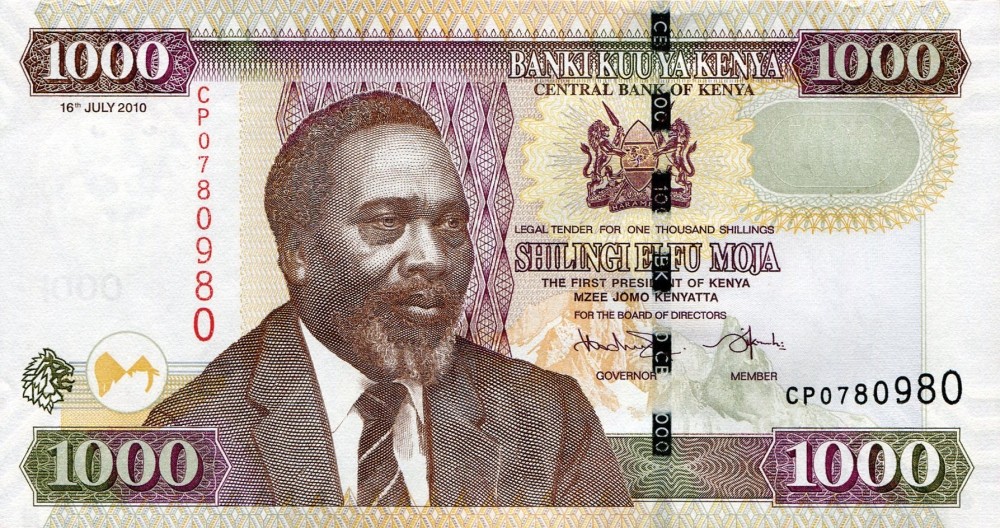 1000
BANKI KUU YA KENYA
1000
CENTRAL BANK OF KENYA
16th JULY 2010
CP0780980
HARAMBEE
LEGAL TENDER FOR ONE THOUSAND SHILLINGS
SHILINGI ELFU MOJA
THE FIRST PRESIDENT OF KENYA
MZEE JOMO KENYATTA
FOR THE BOARD OF DIRECTORS
GOVERNOR MEMBER
CP0780980
1000
1000